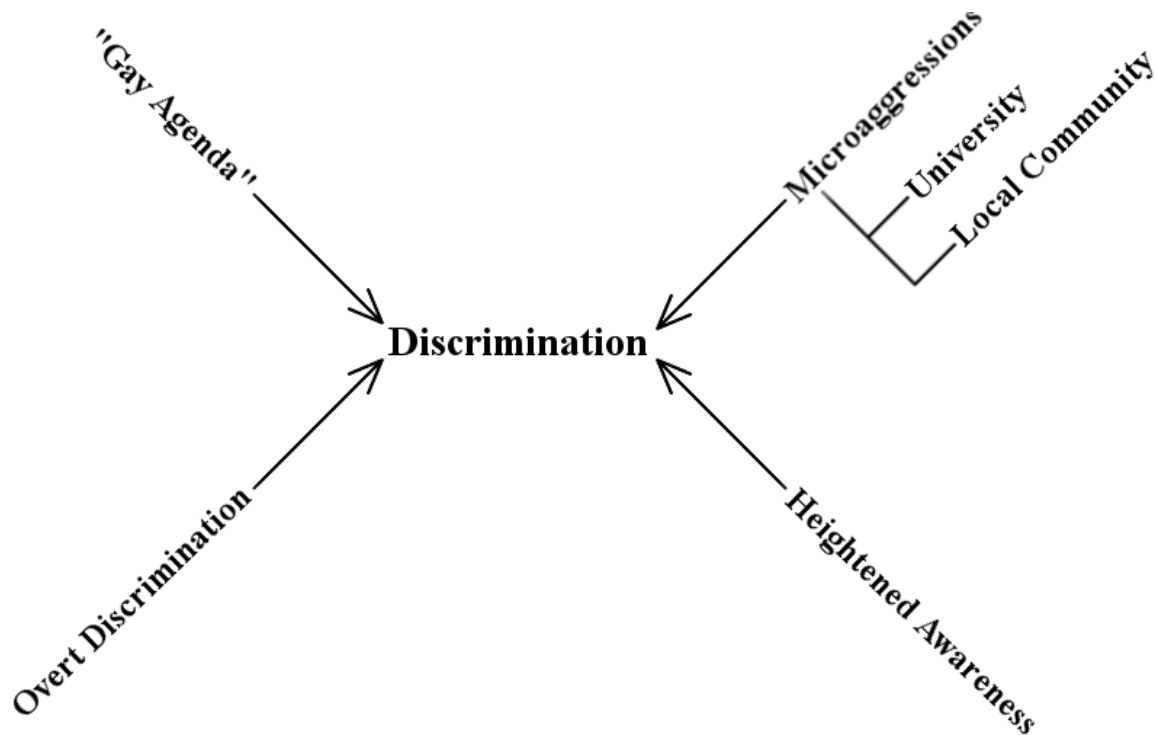 "Gay Agenda"
Microaggressions
University
Local Community
Discrimination
Overt Discrimination
Heightened Awareness